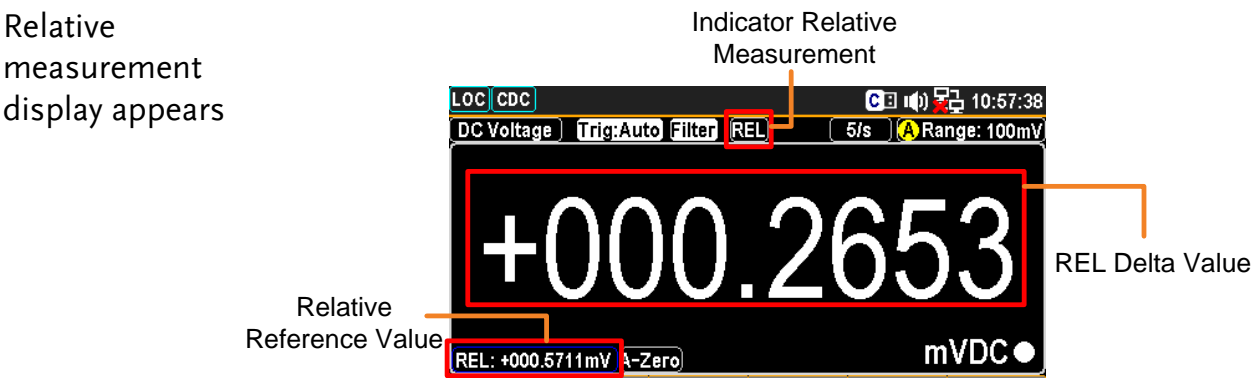 Relative
measurement
display appears
Indicator Relative
Measurement
LOC CDC C 10:57:38
DC Voltage Trig:Auto Filter REL 5/s A Range: 100mV
+000.2653
REL Delta Value
Relative
Reference Value
mVDC
REL: +000.5711mV A-Zero